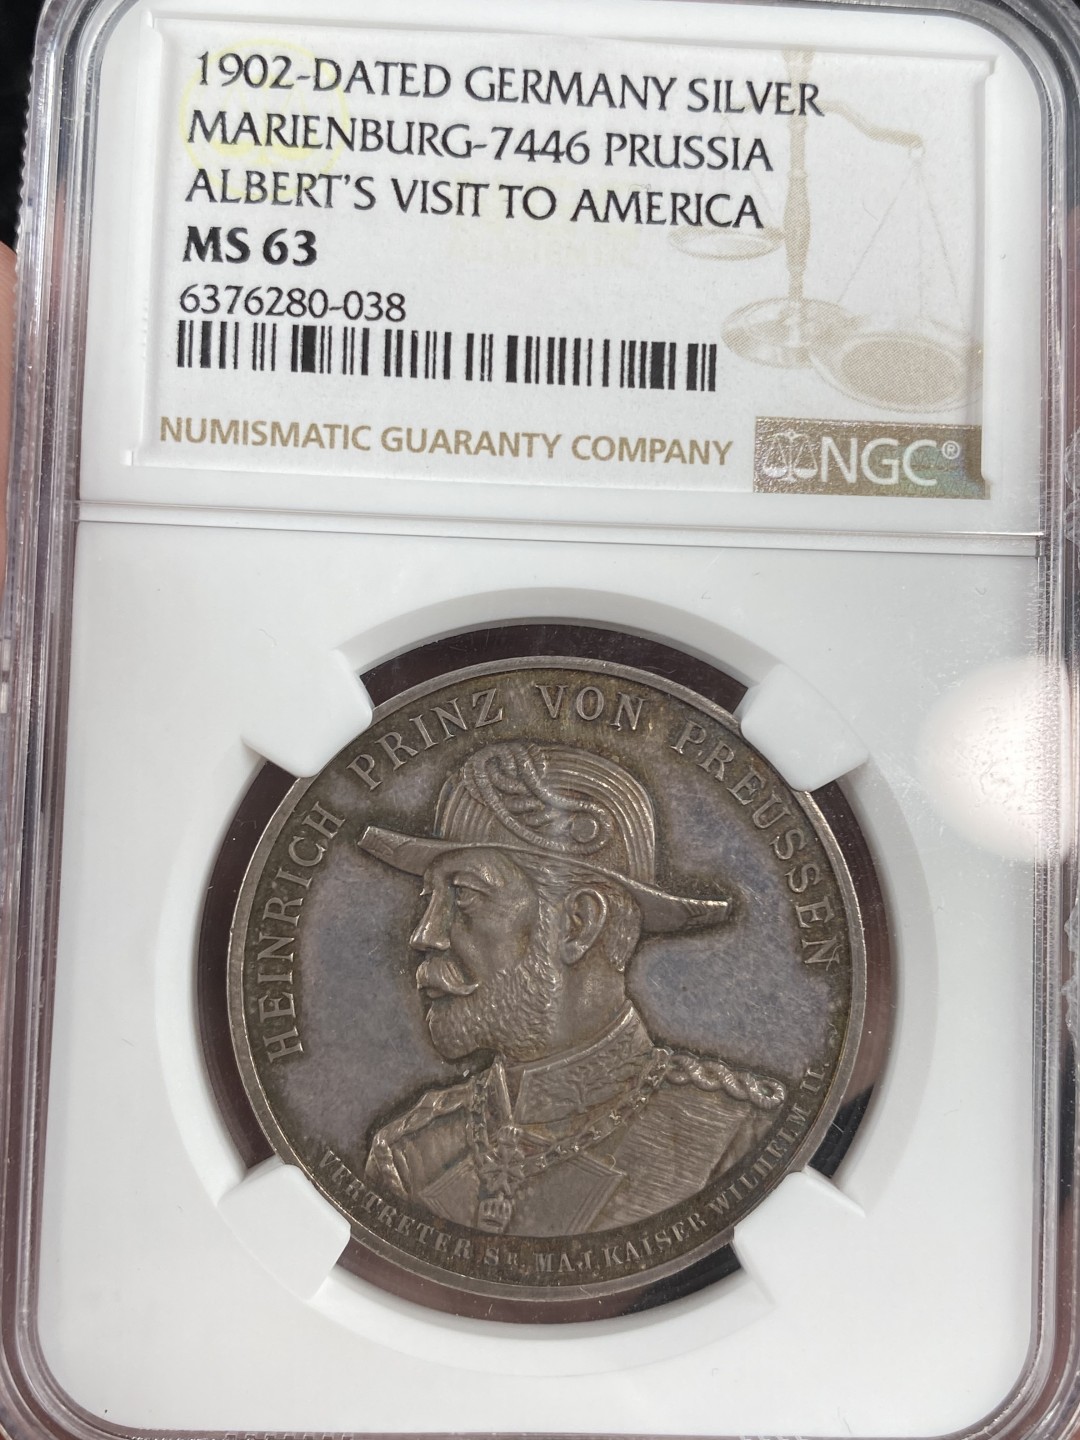 1902-DATED GERMANY SILVER
MARIENBURG-7446 PRUSSIA
ALBERT'S VISIT TO AMERICA
MS 63
6376280-038
NUMISMATIC GUARANTY COMPANY
NGC®
HEINRICH PRINZ VON PREUSSEN
VERTRETER SR. MAJ. KAISER WILHELM II.